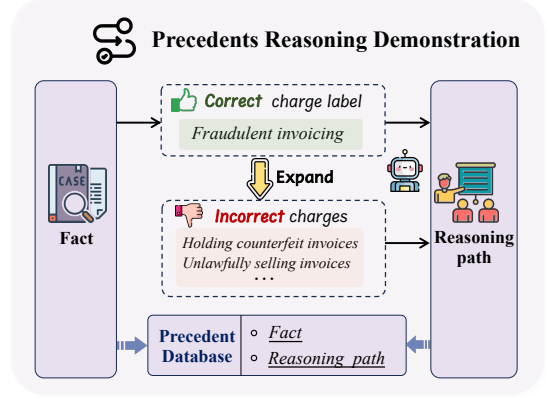 Precedents Reasoning Demonstration
Correct charge label
Fraudulent invoicing
CASE
Fact
Expand
Incorrect charges
Holding counterfeit invoices
Unlawfully selling invoices
...
Reasoning
path
Precedent
Database
Fact
Reasoning path